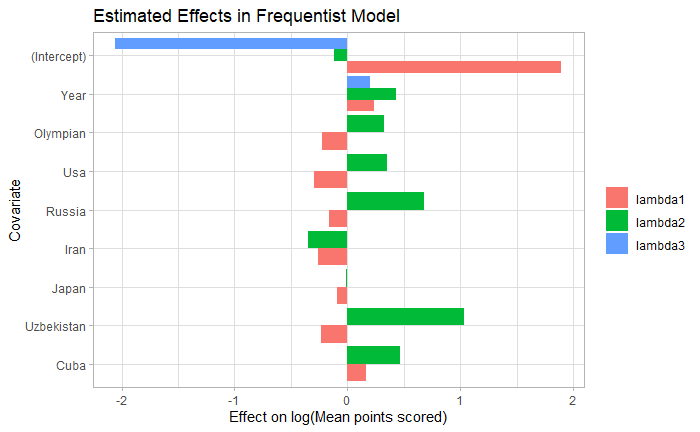 Estimated Effects in Frequentist Model
(Intercept)
Year
Olympian
Usa
Russia
Iran
Japan
Uzbekistan
Cuba
Covariate
-2
-1
0
1
2
Effect on log(Mean points scored)
lambda1
lambda2
lambda3